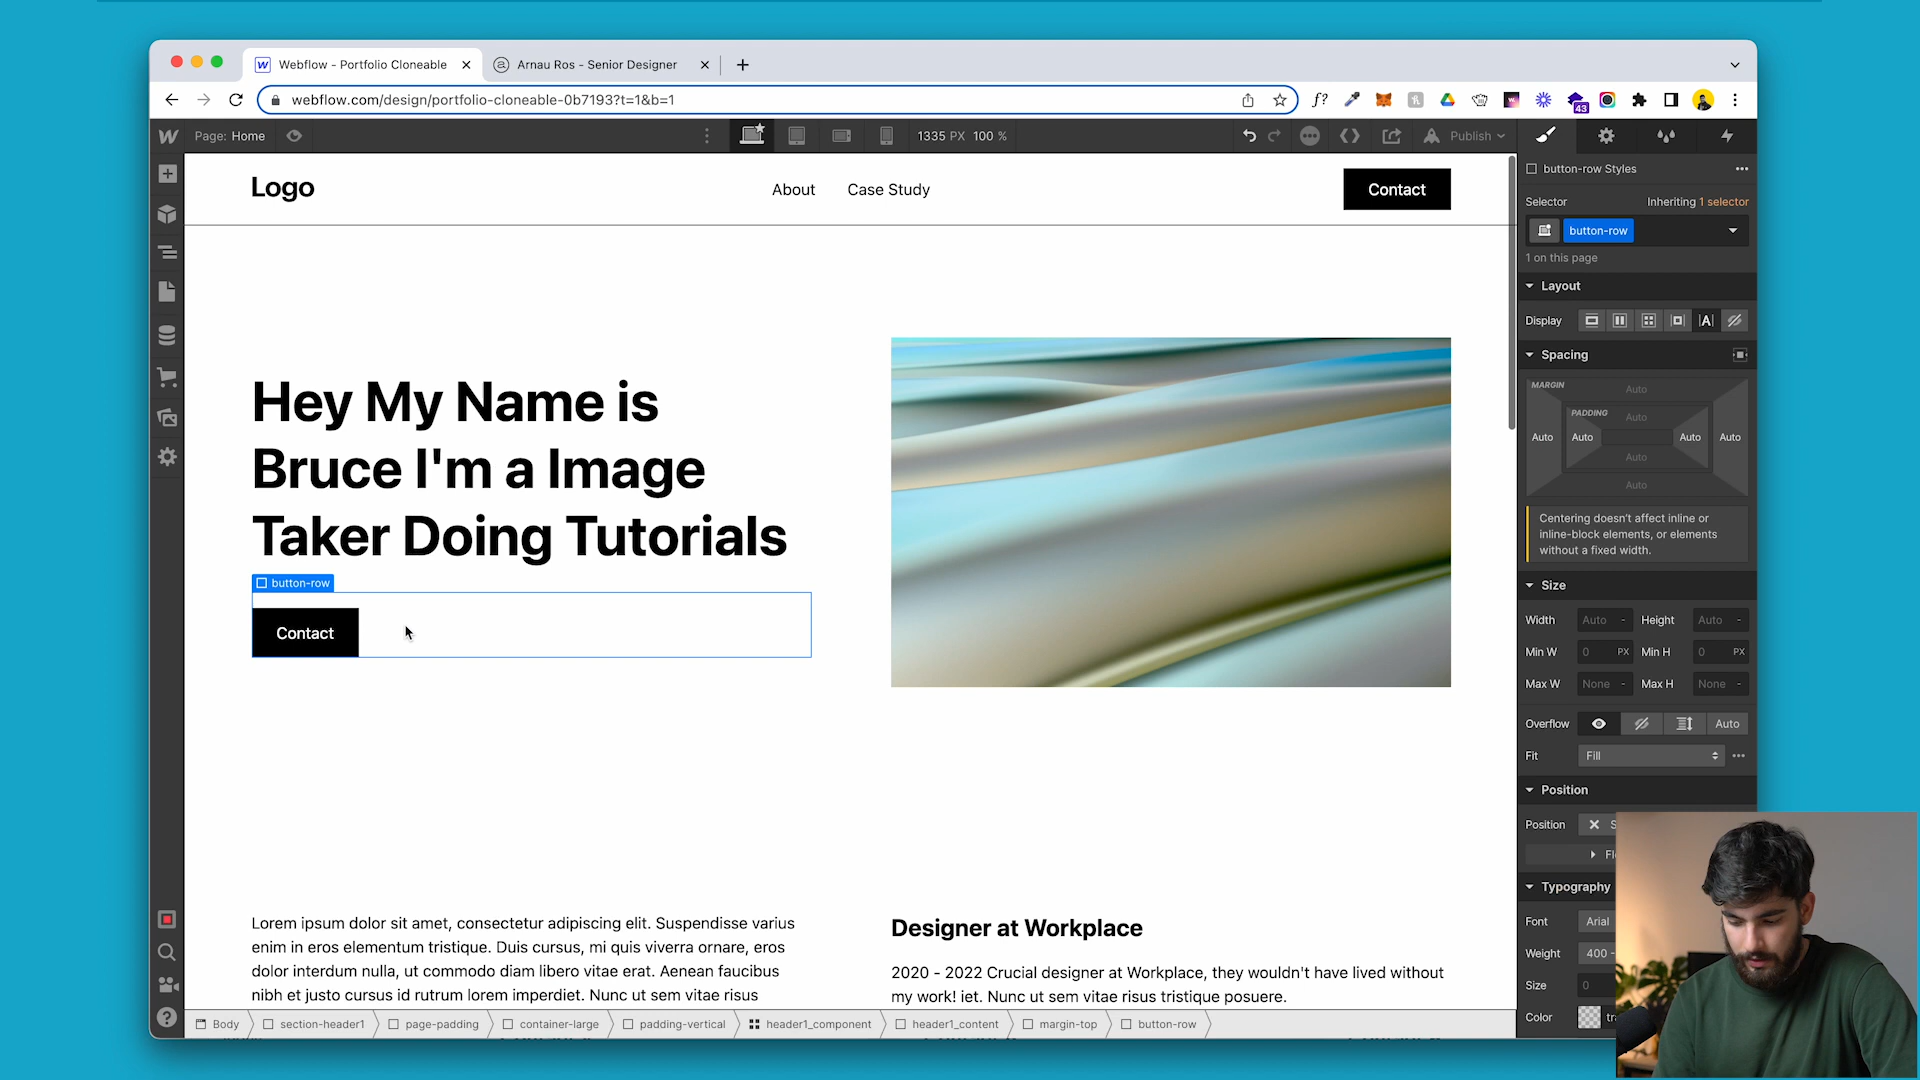 Webflow - Portfolio Cloneable
Arnau Ros - Senior Designer
webflow.com/design/portfolio-cloneable-0b7193?t=1&b=1
f?
43
Page: Home
1335 PX 100 %
Publish
Logo
About
Case Study
Contact
Hey My Name is
Bruce I'm a Image
Taker Doing Tutorials
button-row
Contact
Lorem ipsum dolor sit amet, consectetur adipiscing elit. Suspendisse varius
enim in eros elementum tristique. Duis cursus, mi quis viverra ornare, eros
dolor interdum nulla, ut commodo diam libero vitae erat. Aenean faucibus
nibh et justo cursus id rutrum lorem imperdiet. Nunc ut sem vitae risus
Designer at Workplace
2020 - 2022 Crucial designer at Workplace, they wouldn't have lived without
my work! iet. Nunc ut sem vitae risus tristique posuere.
Body
section-header1
page-padding
container-large
padding-vertical
header1_component
header1_content
margin-top
button-row
button-row Styles
Selector
Inheriting 1 selector
button-row
1 on this page
Layout
Display
Spacing
MARGIN
Auto
PADDING
Auto
Auto Auto Auto Auto
Auto
Auto
Centering doesn't affect inline or
inline-block elements, or elements
without a fixed width.
Size
Width Auto - Height Auto -
Min W 0 PX Min H 0 PX
Max W None - Max H None -
Overflow Auto
Fit Fill
Position
Position
Typography
Font Arial
Weight 400 -
Size 0
Color